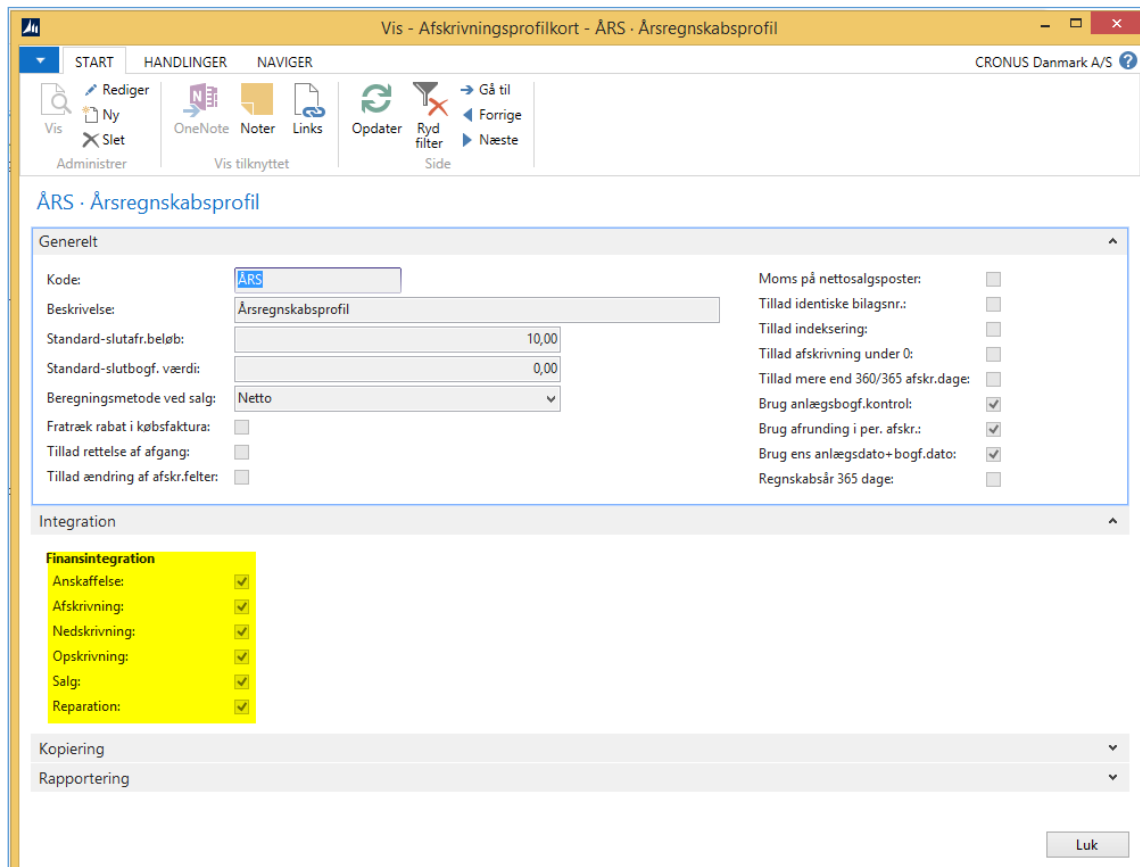 Vis - Afskrivningsprofilkort - ÅRS · Årsregnskabsprofil
START HANDLINGER NAVIGER CRONUS Danmark A/S
Vis
Rediger
Ny
Slet
Administrer
OneNote
Noter
Links
Vis tilknyttet
Opdater
Ryd
filter
Gå til
Forrige
Næste
Side
ÅRS · Årsregnskabsprofil
Generelt
Kode: ÅRS
Beskrivelse: Årsregnskabsprofil
Standard-slutafr.beløb: 10,00
Standard-slutbogf. værdi: 0,00
Beregningsmetode ved salg: Netto
Fratræk rabat i købsfaktura:
Tillad rettelse af afgang:
Tillad ændring af afskr.felter:
Moms på nettosalgsposter:
Tillad identiske bilagsnr.:
Tillad indeksering:
Tillad afskrivning under 0:
Tillad mere end 360/365 afskr.dage:
Brug anlægsbogf.kontrol:
Brug afrunding i per. afskr.:
Brug ens anlægsdato+bogf.dato:
Regnskabsår 365 dage:
Integration
Finansintegration
Anskaffelse:
Afskrivning:
Nedskrivning:
Opskrivning:
Salg:
Reparation:
Kopiering
Rapportering
Luk